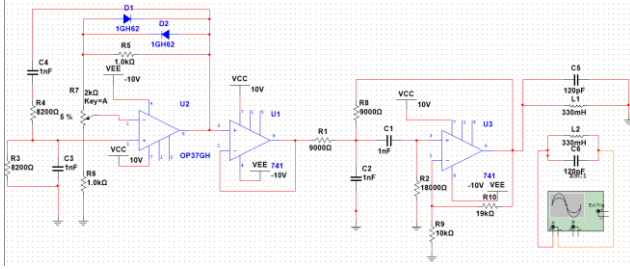 D1
1GH62
D2
1GH62
C4
1nF
R5
1.0kΩ
VEE
-10V
R7
2kΩ
Key=A
5 %
U2
R4
8200Ω
VCC
10V
U1
VCC
10V
OP37GH
R3
8200Ω
C3
1nF
R6
1.0kΩ
VEE
741
-10V
R1
9000Ω
R8
9000Ω
C1
1nF
C2
1nF
R2
18000Ω
VCC
10V
U3
741
-10V
VEE
R10
19kΩ
R9
10kΩ
C5
120pF
L1
330mH
L2
330mH
C6
120pF
Ext Trig